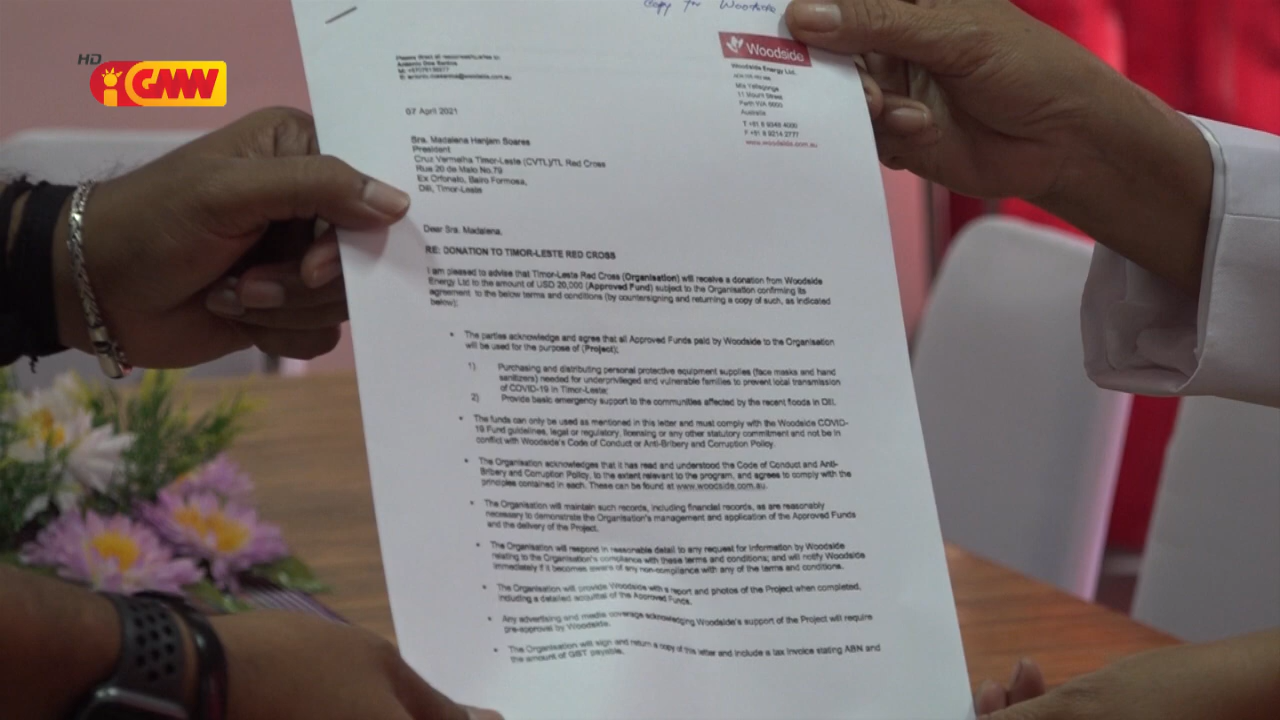 HD
iGMN
Copy for Woodside
Woodside
Woodside Energy Ltd.
Mia Yellagonga
11 Mount Street
Perth WA 6000
Australia
T +61 8 9348 4000
F +61 8 9214 2777
www.woodside.com.au
Please direct all responses/queries to:
07 April 2021
Sra. Madalena Hanjam Soares
President
Cruz Vermelha Timor-Leste (CVTL)/TL Red Cross
Rue 20 de Maio No.79
Ex Orfonato, Bairo Formosa,
Dili, Timor-Leste
Dear Sra. Madalena,
RE: DONATION TO TIMOR-LESTE RED CROSS
I am pleased to advise that Timor-Leste Red Cross (Organisation) will receive a donation from Woodside
Energy Ltd to the amount of USD 20,000 (Approved Fund) subject to the Organisation confirming its
agreement to the below terms and conditions (by countersigning and returning a copy of such, as indicated
below):
• The parties acknowledge and agree that all Approved Funds paid by Woodside to the Organisation
will be used for the purpose of (Project);
1) Purchasing and distributing personal protective equipment supplies (face masks and hand
sanitizers) needed for underprivileged and vulnerable families to prevent local transmission
of COVID-19 in Timor-Leste;
2) Provide basic emergency support to the communities affected by the recent floods in Dili.
• The funds can only be used as mentioned in this letter and must comply with the Woodside COVID-
19 Fund guidelines, legal or regulatory, licensing or any other statutory commitment and not be in
conflict with Woodside's Code of Conduct or Anti-Bribery and Corruption Policy.
• The Organisation acknowledges that it has read and understood the Code of Conduct and Anti-
Bribery and Corruption Policy, to the extent relevant to the program, and agrees to comply with the
principles contained in each. These can be found at www.woodside.com.au.
• The Organisation will maintain such records, including financial records, as are reasonably
necessary to demonstrate the Organisation's management and application of the Approved Funds
and the delivery of the Project.
• The Organisation will respond in reasonable detail to any request for information by Woodside
relating to the Organisation's compliance with these terms and conditions; and will notify Woodside
immediately if it becomes aware of any non-compliance with any of the terms and conditions.
• The Organisation will provide Woodside with a report and photos of the Project when completed,
including a detailed acquittal of the Approved Funds.
• Any advertising and media coverage acknowledging Woodside's support of the Project will require
pre-approval by Woodside.
• The Organisation will sign and return a copy of this letter and include a tax invoice stating ABN and
the amount of GST payable.